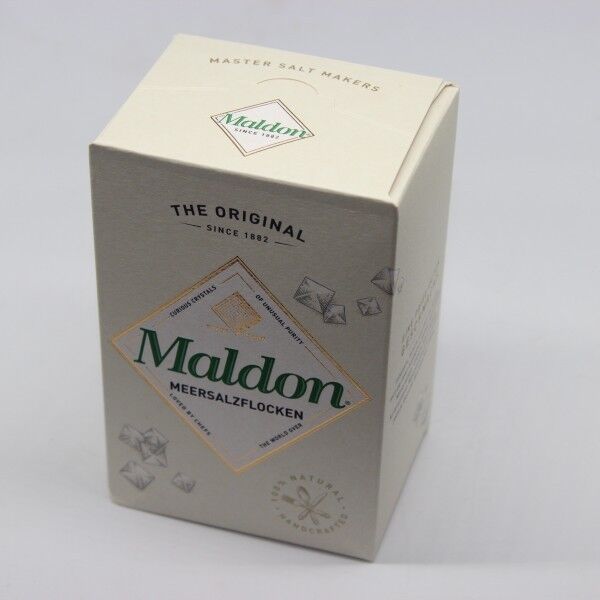 MASTER SALT MAKERS
Maldon
SINCE 1882
THE ORIGINAL
SINCE 1882
CURIOUS CRYSTALS
OF UNUSUAL PURITY
Maldon®
MEERSALZFLOCKEN
LOVED BY CHEFS
THE WORLD OVER
100% NATURAL
HANDCRAFTED